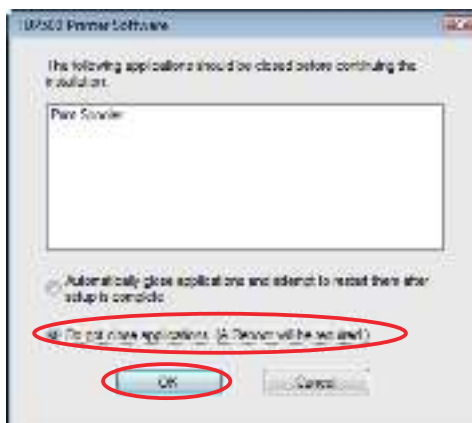 TUP500 Printer Software
The following applications should be closed before continuing the
installation.
Print Spooler
Automatically close applications and attempt to restart them after
setup is complete
Do not close applications. (A Reboot will be required.)
OK
Cancel